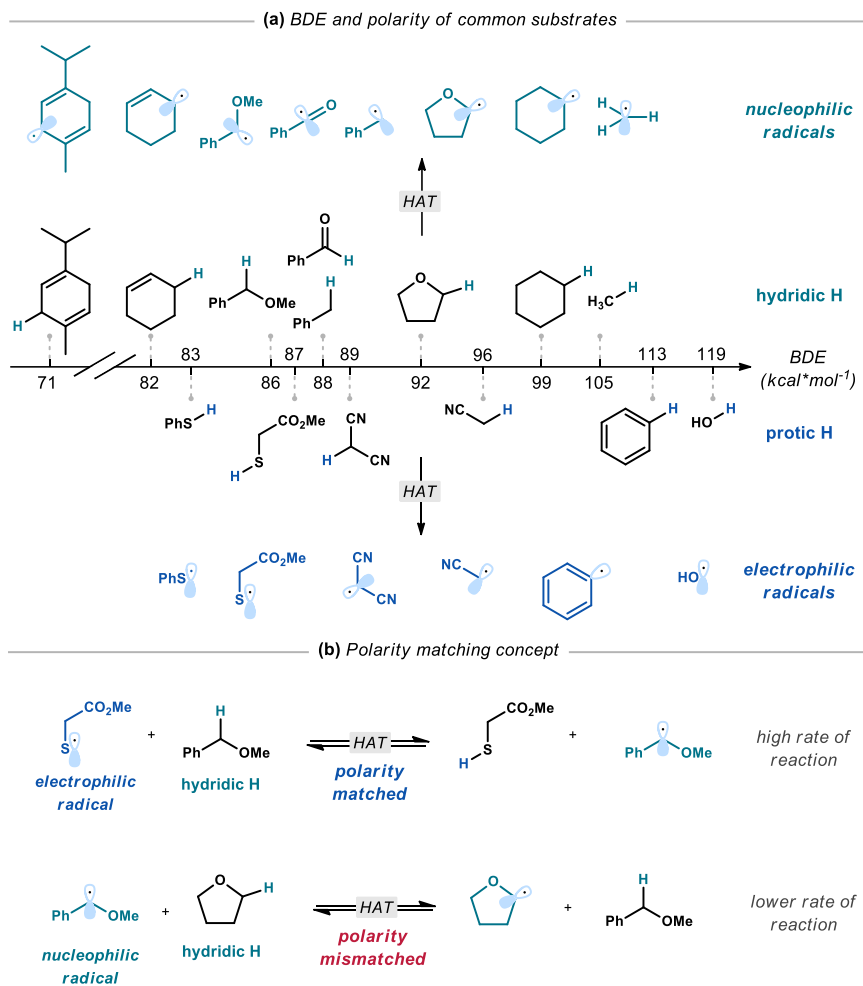 (a) BDE and polarity of common substrates
OMe
O
Ph
Ph
Ph
O
H
H
H
nucleophilic
radicals
HAT
H
H
H
Ph
OMe
O
Ph
H
H
Ph
O
H
H
H3C
H
hydridic H
71
82
83
86
87
88
89
92
96
99
105
113
119
BDE
(kcal*mol-1)
PhS
H
CO2Me
S
H
CN
H
CN
NC
H
H
HO
H
protic H
HAT
PhS
CO2Me
S
CN
CN
NC
HO
electrophilic
radicals
(b) Polarity matching concept
CO2Me
S
+
H
Ph
OMe
HAT
CO2Me
S
H
+
Ph
OMe
high rate of
reaction
electrophilic
radical
hydridic H
polarity
matched
Ph
OMe
+
O
H
HAT
O
+
H
Ph
OMe
lower rate of
reaction
nucleophilic
radical
hydridic H
polarity
mismatched